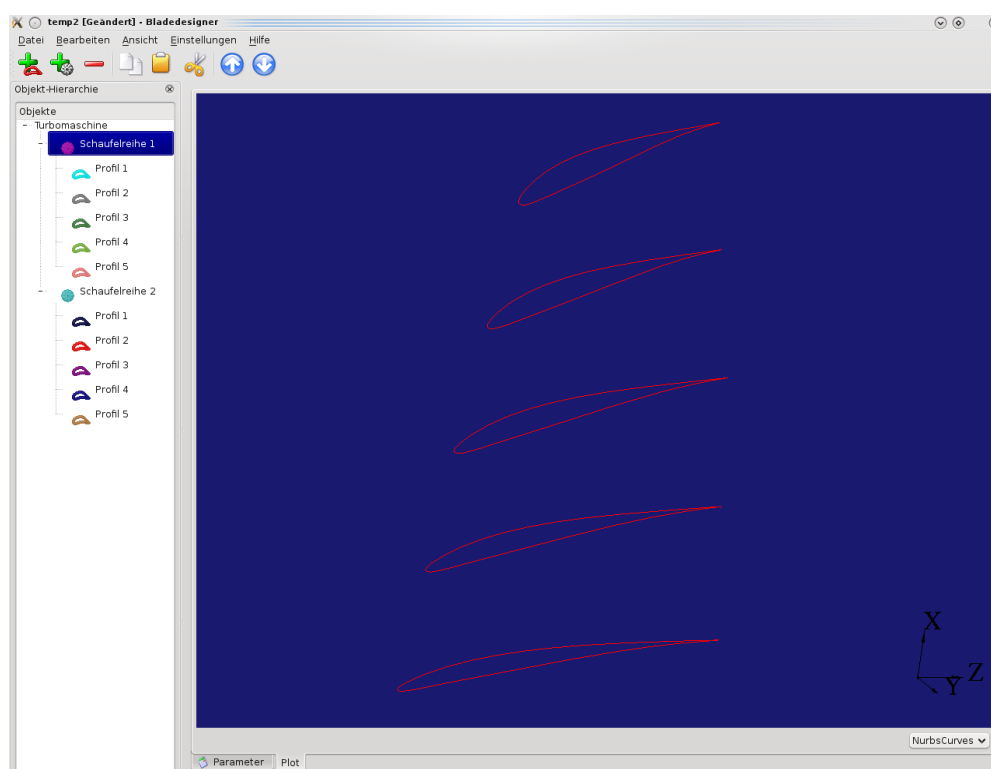 temp2 [Geändert] - Bladedesigner
Datei Bearbeiten Ansicht Einstellungen Hilfe
Objekt-Hierarchie
Objekte
Turbomaschine
Schaufelreihe 1
Profil 1
Profil 2
Profil 3
Profil 4
Profil 5
Schaufelreihe 2
Profil 1
Profil 2
Profil 3
Profil 4
Profil 5
X
Z
Y
NurbsCurves
Parameter Plot